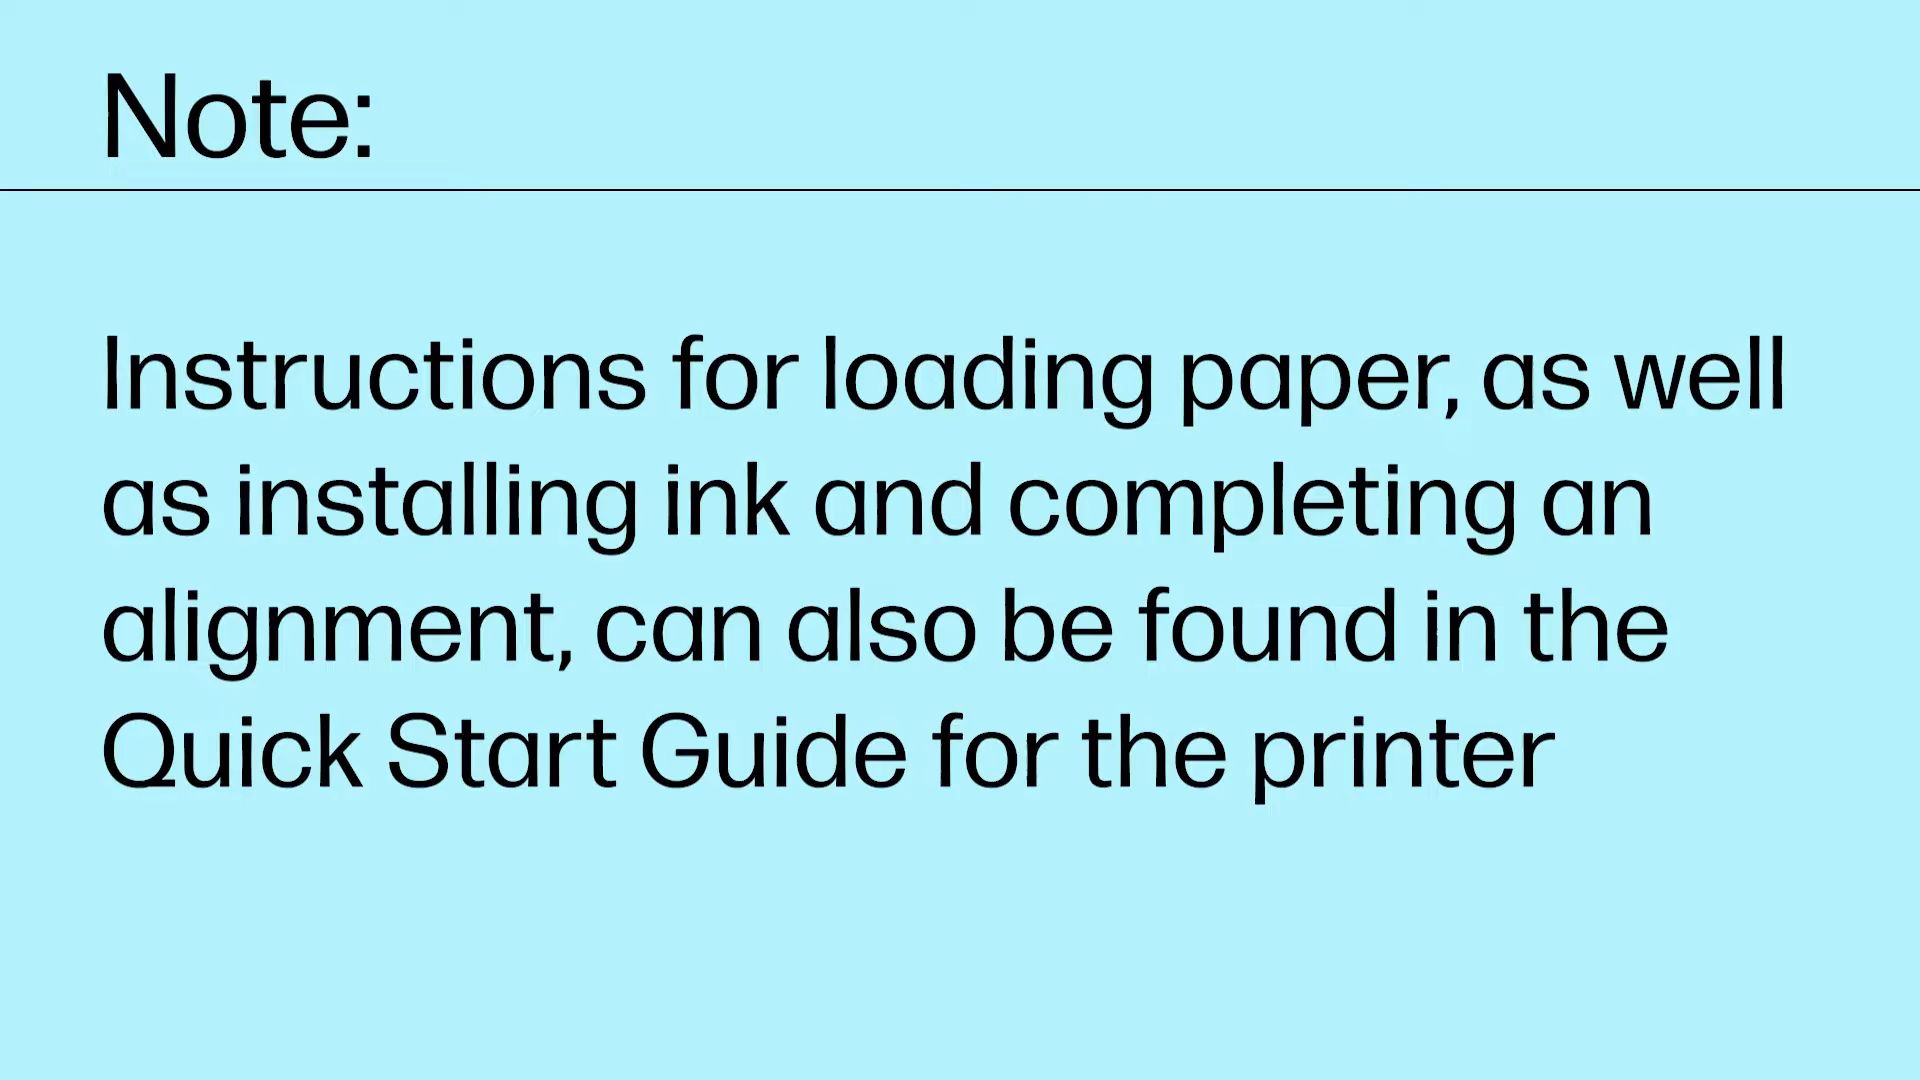 Note:
Instructions for loading paper, as well
as installing ink and completing an
alignment, can also be found in the
Quick Start Guide for the printer